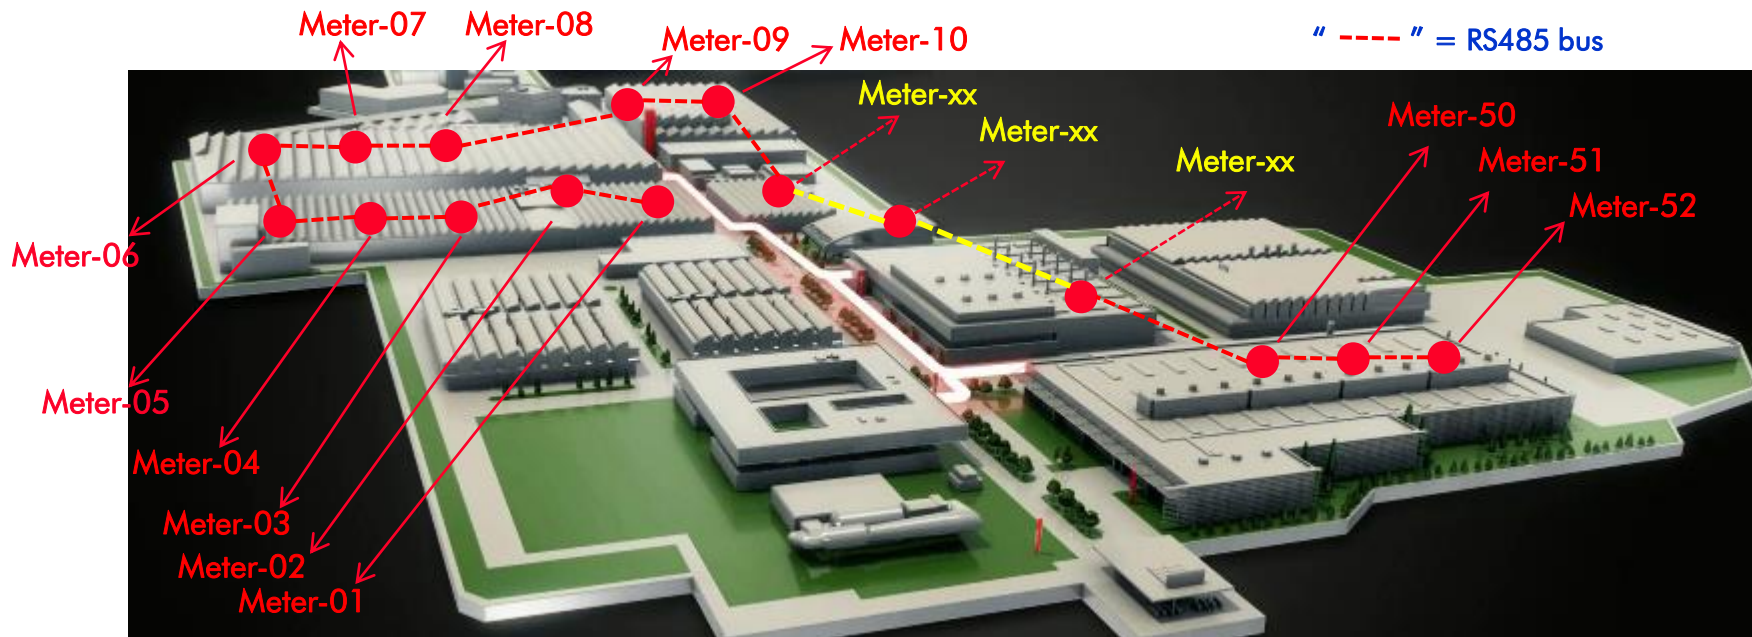 Meter-07
Meter-08
Meter-09
Meter-10
“ ----- ” = RS485 bus
Meter-xx
Meter-xx
Meter-xx
Meter-50
Meter-51
Meter-52
Meter-06
Meter-05
Meter-04
Meter-03
Meter-02
Meter-01